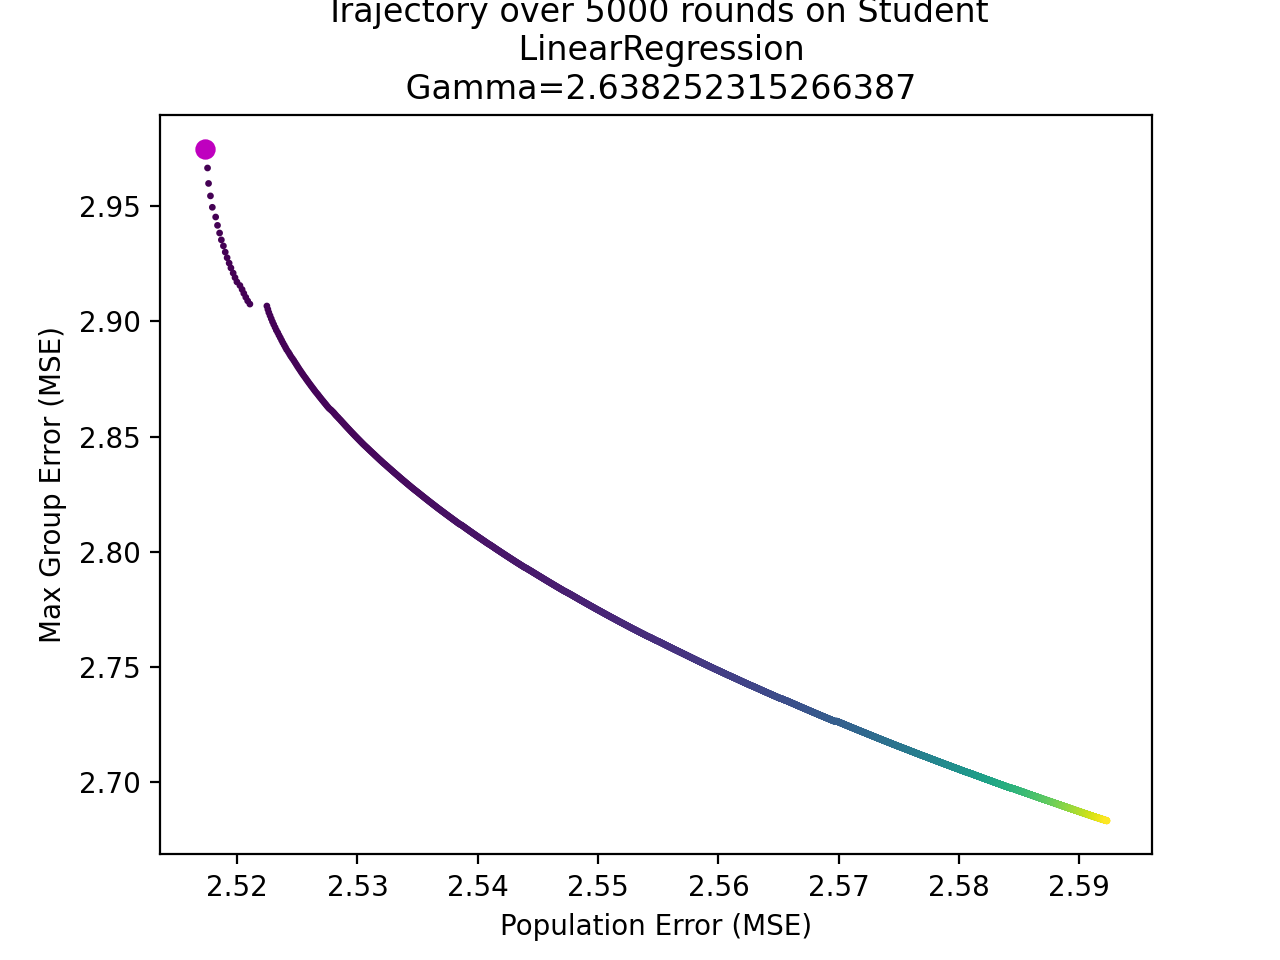 Trajectory over 5000 rounds on Student
LinearRegression
Gamma=2.638252315266387
Max Group Error (MSE)
2.95
2.90
2.85
2.80
2.75
2.70
2.52 2.53 2.54 2.55 2.56 2.57 2.58 2.59
Population Error (MSE)